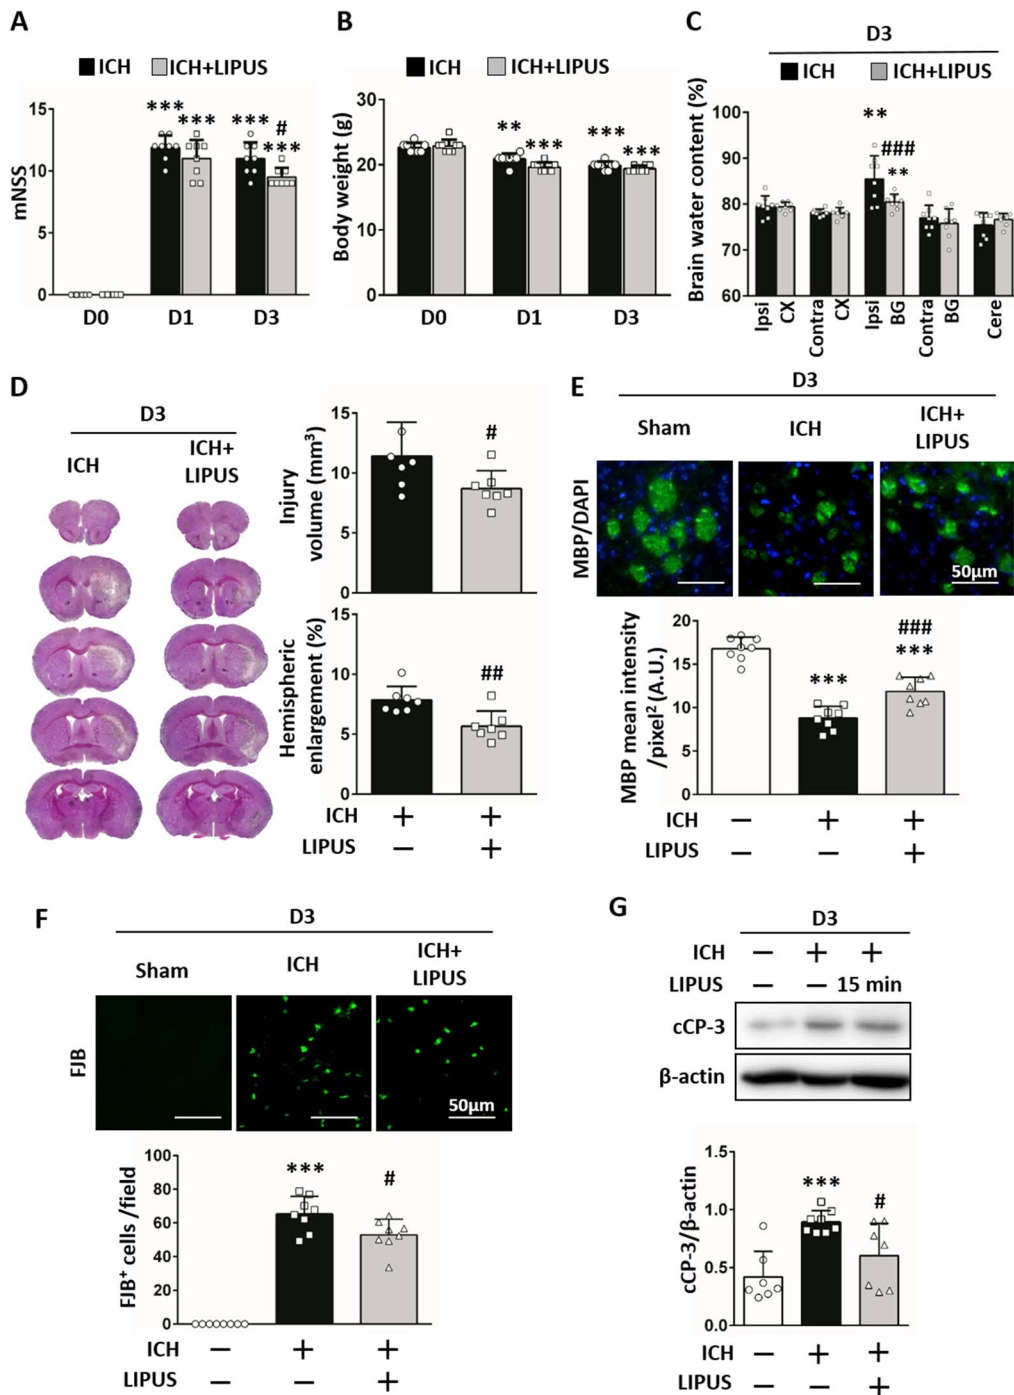 A
ICH ICH+LIPUS
mNSS
15
10
5
0
*** *** *** # ***
D0 D1 D3
B
ICH ICH+LIPUS
Body weight (g)
30
20
10
0
** *** *** ***
D0 D1 D3
C
D3
ICH ICH+LIPUS
Brain water content (%)
100
90
80
70
60
** ### **
Ipsi CX
Contra CX
Ipsi BG
Contra BG
Cere
D
D3
ICH
ICH+
LIPUS
Injury
volume (mm³)
15
10
5
0
#
Hemispheric
enlargement (%)
15
10
5
0
##
ICH + +
LIPUS – +
E
D3
Sham ICH ICH+
LIPUS
MBP/DAPI
50µm
MBP mean intensity
/pixel² (A.U.)
20
15
10
5
0
***
###
***
ICH – + +
LIPUS – – +
F
D3
Sham ICH ICH+
LIPUS
FJB
50µm
FJB⁺ cells /field
100
80
60
40
20
0
*** #
ICH – + +
LIPUS – – +
G
D3
ICH – + +
LIPUS – – 15 min
cCP-3
β-actin
cCP-3/β-actin
1.5
1.0
0.5
0.0
*** #
ICH – + +
LIPUS – – +